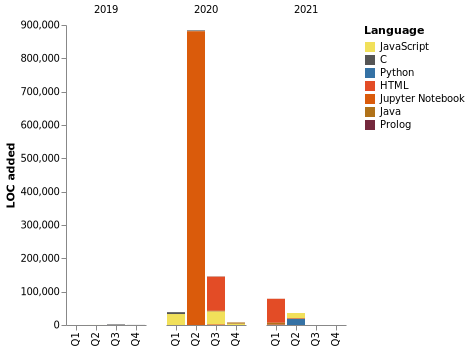 2019 2020 2021
LOC added
900,000
800,000
700,000
600,000
500,000
400,000
300,000
200,000
100,000
0
Q1 Q2 Q3 Q4 Q1 Q2 Q3 Q4 Q1 Q2 Q3 Q4
Language
JavaScript
C
Python
HTML
Jupyter Notebook
Java
Prolog